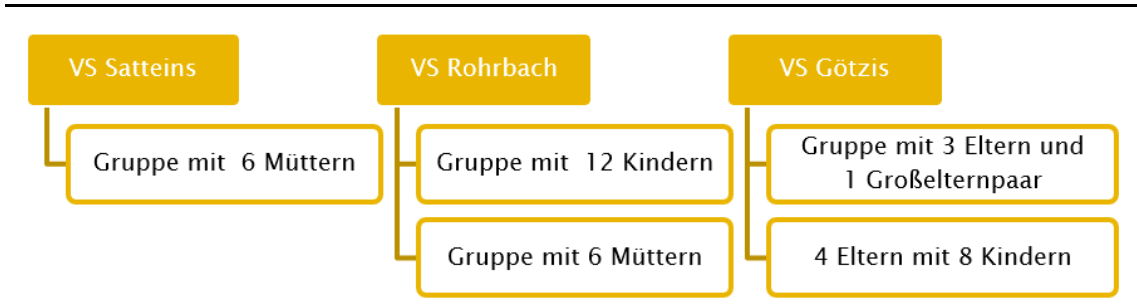 VS Satteins
Gruppe mit 6 Müttern
VS Rohrbach
Gruppe mit 12 Kindern
Gruppe mit 6 Müttern
VS Götzis
Gruppe mit 3 Eltern und
1 Großelternpaar
4 Eltern mit 8 Kindern